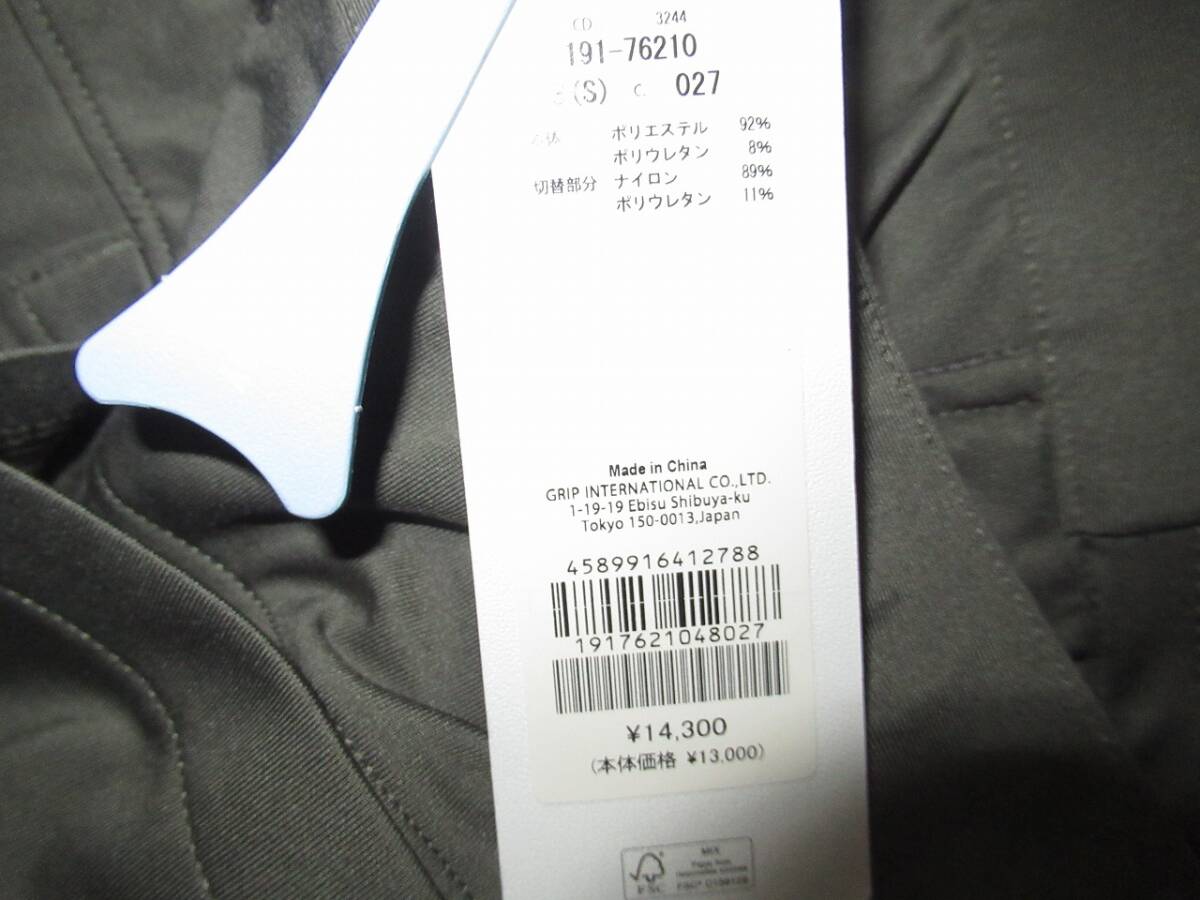 CD 3244
191-76210
(S) C. 027
体 ポリエステル 92%
ポリウレタン 8%
切替部分 ナイロン 89%
ポリウレタン 11%
Made in China
GRIP INTERNATIONAL CO.,LTD.
1-19-19 Ebisu Shibuya-ku
Tokyo 150-0013,Japan
4589916412788
1917621048027
¥14,300
(本体価格 ¥13,000)
MIX
FSC